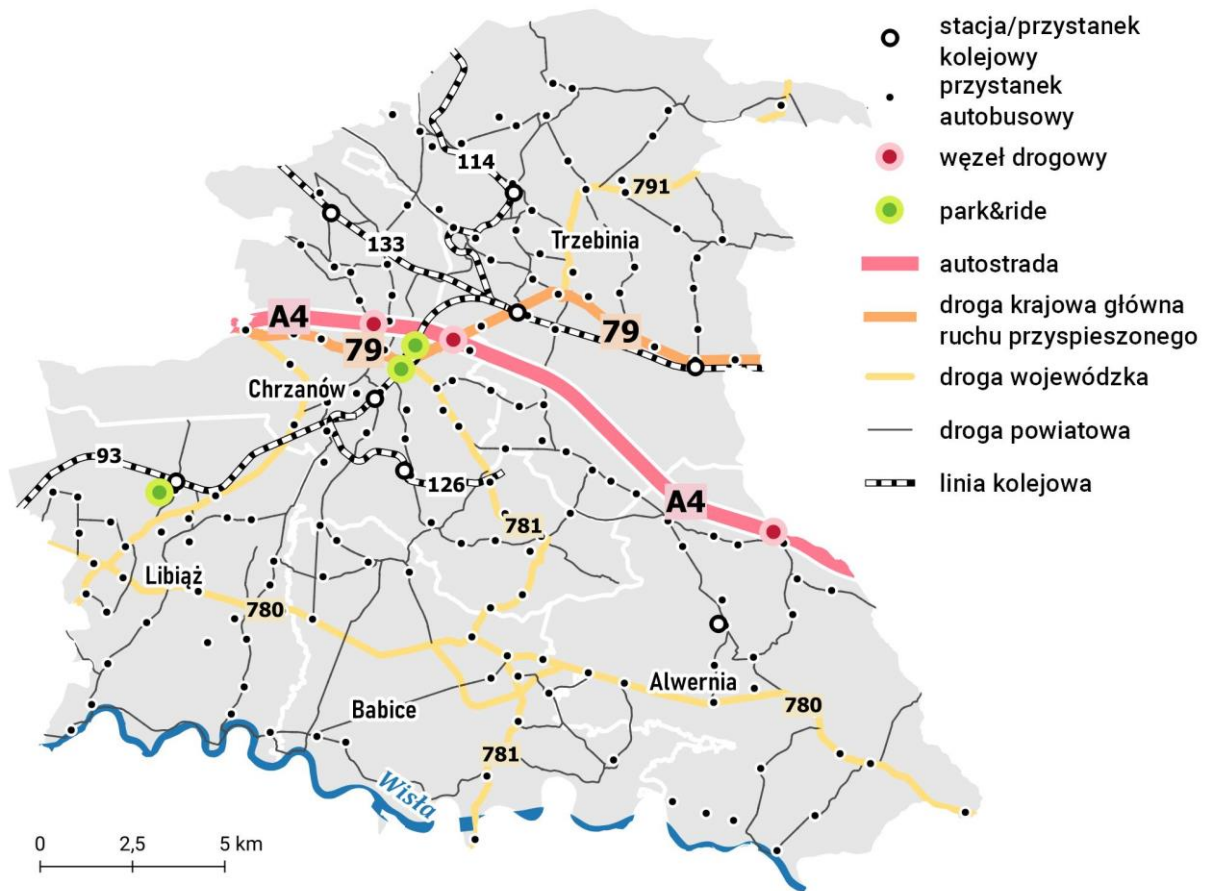 stacja/przystanek
kolejowy
przystanek
autobusowy
węzeł drogowy
park&ride
autostrada
droga krajowa główna
ruchu przyspieszonego
droga wojewódzka
droga powiatowa
linia kolejowa
114
791
133
Trzebinia
A4
79
79
Chrzanów
93
126
A4
781
Libiąż
780
Alwernia
Babice
780
781
Wisła
0 2,5 5 km